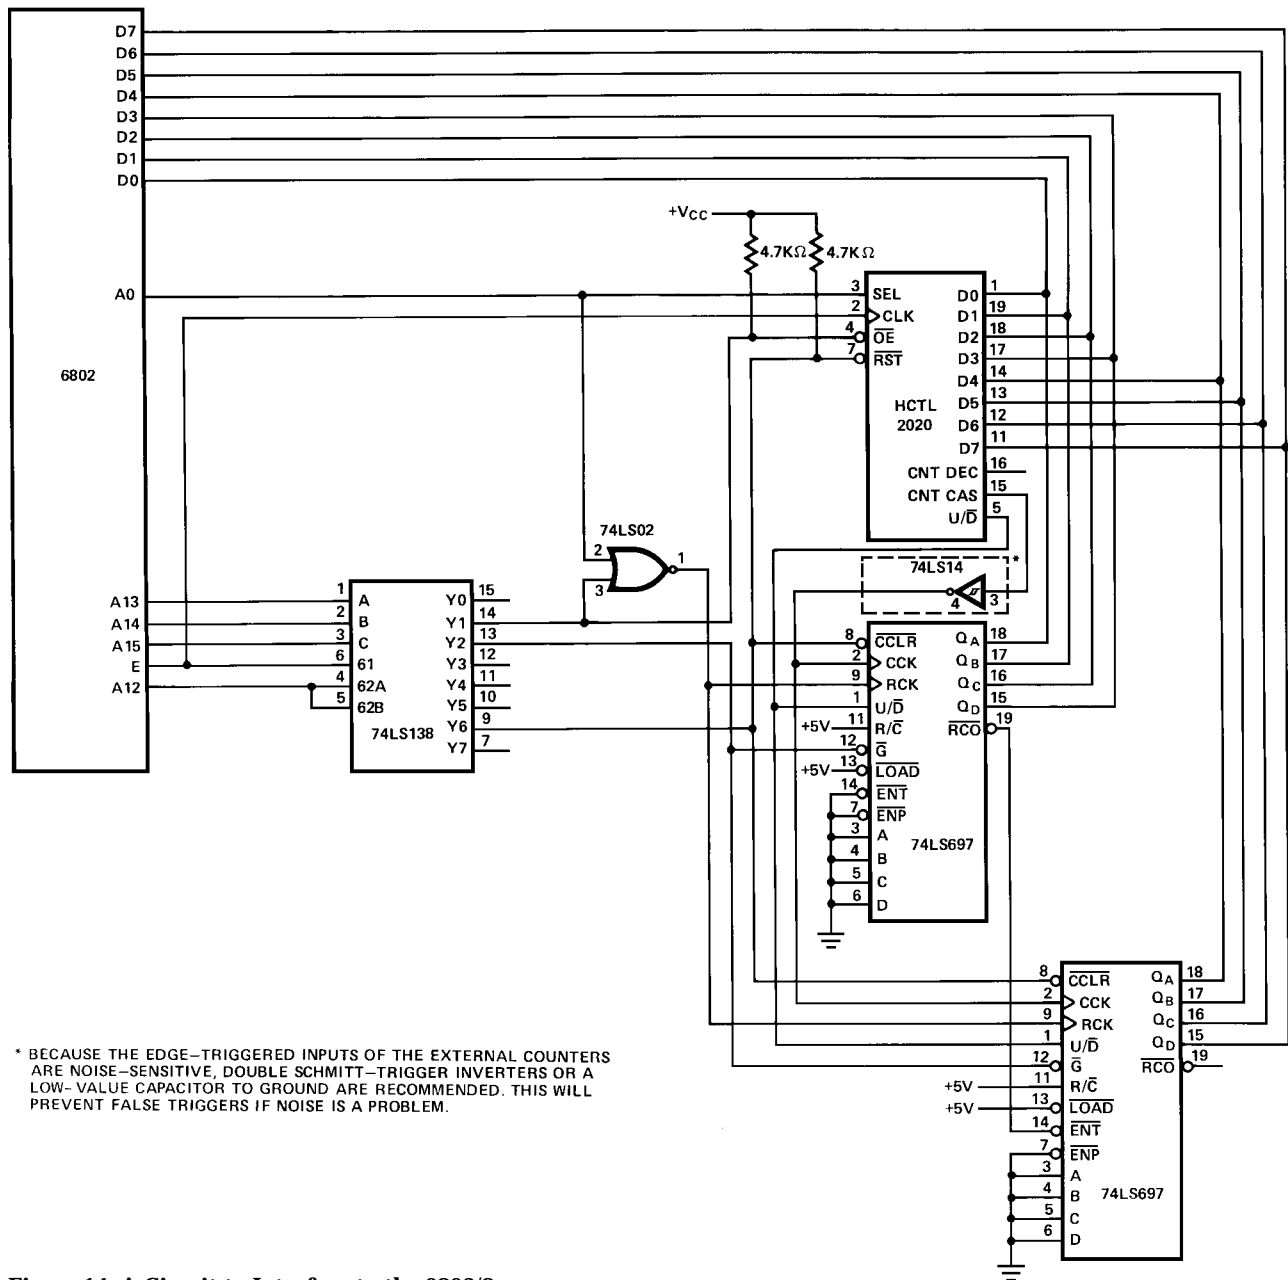 D7
D6
D5
D4
D3
D2
D1
D0
+VCC
4.7KΩ 4.7KΩ
A0
6802
3 SEL D0 1
2 CLK D1 19
4 OE D2 18
7 RST D3 17
D4 14
HCTL
2020
D5 13
D6 12
D7 11
CNT DEC 16
CNT CAS 15
U/D 5
74LS02
2 1
3
74LS14 *
4 3
A13 1 A Y0 15
A14 2 B Y1 14
A15 3 C Y2 13
E 6 61 Y3 12
A12 4 62A Y4 11
5 62B Y5 10
74LS138 Y6 9
Y7 7
8 CCLR QA 18
2 CCK QB 17
9 RCK QC 16
1 U/D QD 15
+5V 11 R/C RCO 19
12 G
+5V 13 LOAD
14 ENT
7 ENP
3 A 74LS697
4 B
5 C
6 D
8 CCLR QA 18
2 CCK QB 17
9 RCK QC 16
1 U/D QD 15
12 G RCO 19
+5V 11 R/C
+5V 13 LOAD
14 ENT
7 ENP
3 A
4 B 74LS697
5 C
6 D
* BECAUSE THE EDGE–TRIGGERED INPUTS OF THE EXTERNAL COUNTERS
ARE NOISE–SENSITIVE, DOUBLE SCHMITT–TRIGGER INVERTERS OR A
LOW–VALUE CAPACITOR TO GROUND ARE RECOMMENDED. THIS WILL
PREVENT FALSE TRIGGERS IF NOISE IS A PROBLEM.